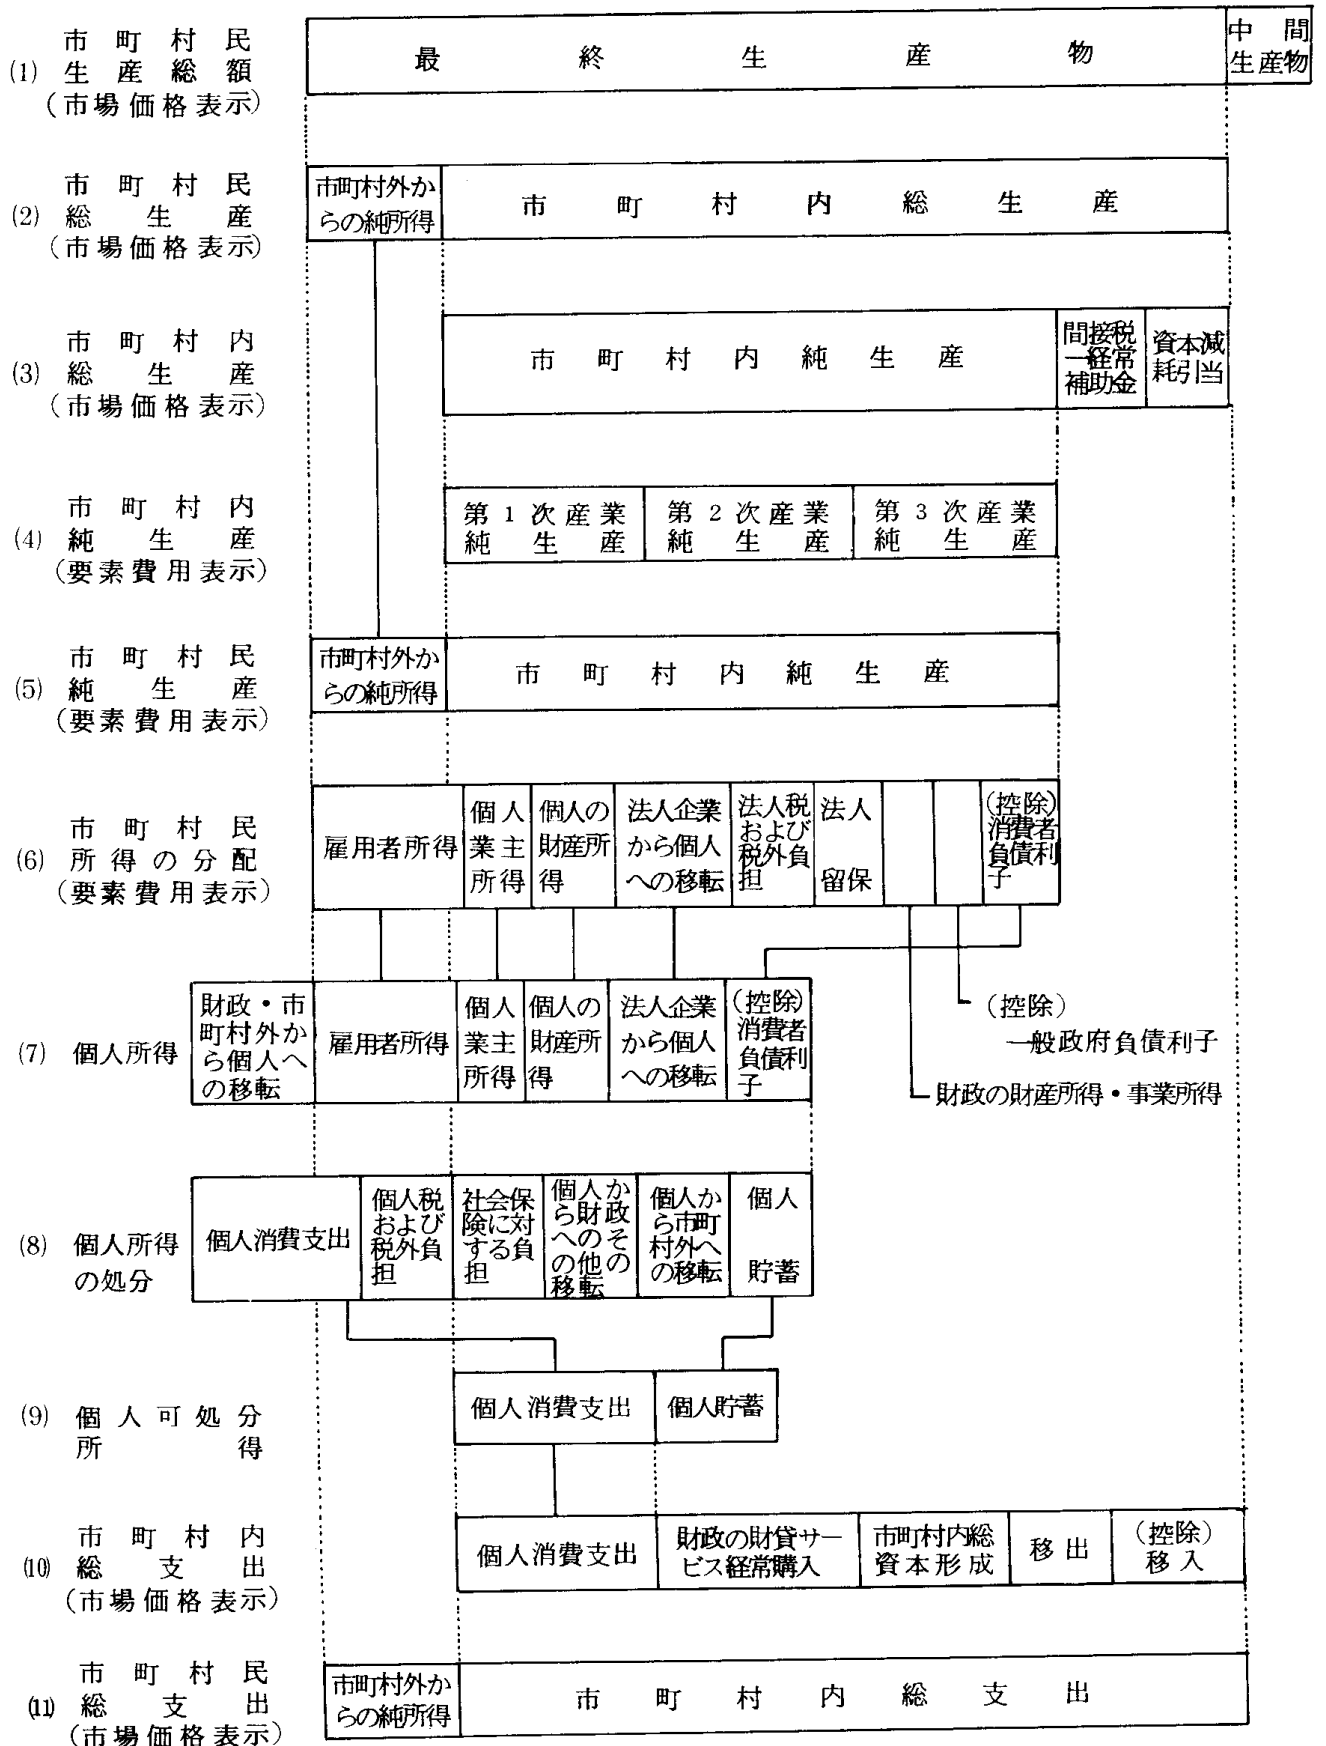 市町村民
(1) 生産総額
(市場価格表示)
最終生産物
中間
生産物
市町村民
(2) 総生産
(市場価格表示)
市町村外か
らの純所得
市町村内総生産
市町村内
(3) 総生産
(市場価格表示)
市町村内純生産
間接税
一経常
補助金
資本減
耗引当
市町村内
(4) 純生産
(要素費用表示)
第1次産業
純生産
第2次産業
純生産
第3次産業
純生産
市町村民
(5) 純生産
(要素費用表示)
市町村外か
らの純所得
市町村内純生産
市町村民
(6) 所得の分配
(要素費用表示)
雇用者所得
個人
業主
所得
個人の
財産所
得
法人企業
から個人
への移転
法人税
および
税外負
担
法人
留保
(控除)
消費者
負債利
子
(7) 個人所得
財政・市
町村外か
ら個人へ
の移転
雇用者所得
個人
業主
所得
個人の
財産所
得
法人企業
から個人
への移転
(控除)
消費者
負債利
子
(控除)
一般政府負債利子
財政の財産所得・事業所得
(8) 個人所得
の処分
個人消費支出
個人税
および
税外負
担
社会保
険に対
する負
担
個人か
ら財政
へのその
の他の
移転
個人か
ら市町
村外へ
の移転
個人
貯蓄
(9) 個人可処分
所得
個人消費支出
個人貯蓄
市町村内
(10) 総支出
(市場価格表示)
個人消費支出
財政の財貨サー
ビス経常購入
市町村内総
資本形成
移出
(控除)
移入
市町村民
(11) 総支出
(市場価格表示)
市町村外か
らの純所得
市町村内総支出